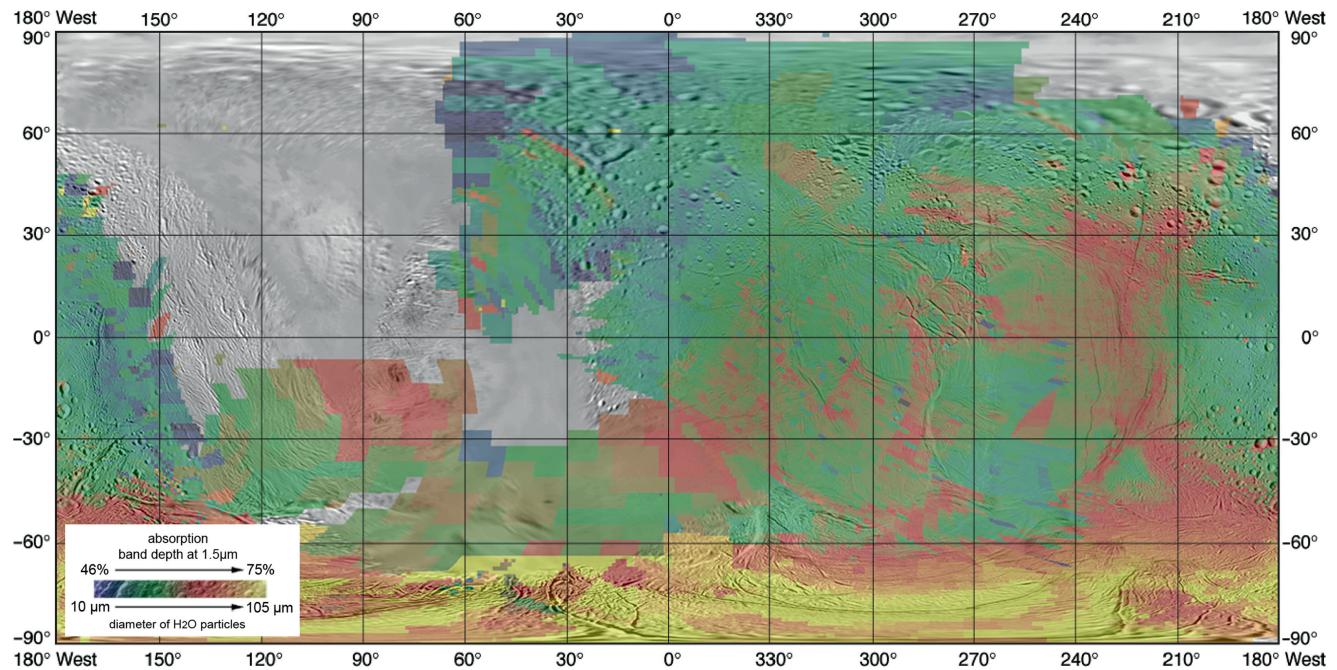 180° West 150° 120° 90° 60° 30° 0° 330° 300° 270° 240° 210° 180° West
90° 90°
60° 60°
30° 30°
0° 0°
−30° −30°
absorption
band depth at 1.5µm
46% 75%
10 µm 105 µm
diameter of H2O particles
−60° −60°
−90° −90°
180° West 150° 120° 90° 60° 30° 0° 330° 300° 270° 240° 210° 180° West